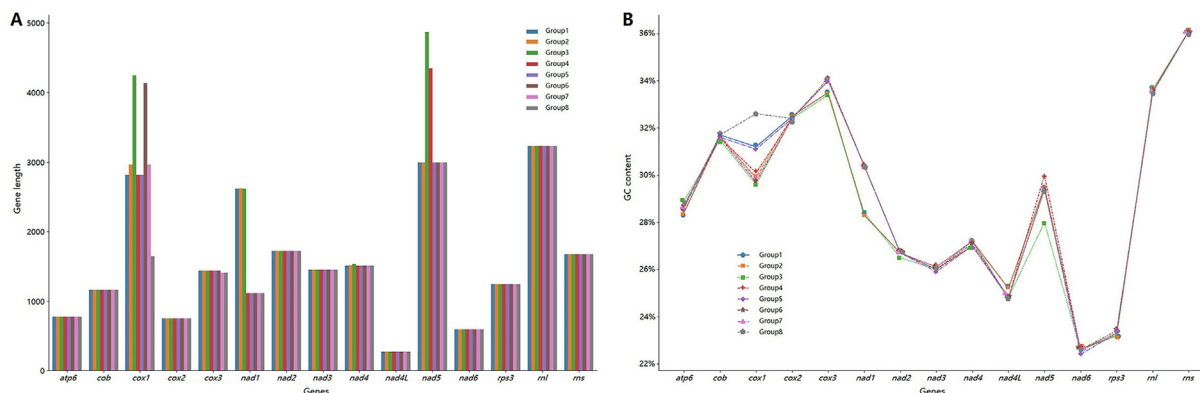 A
5000
4000
3000
2000
1000
0
Gene length
Group1
Group2
Group3
Group4
Group5
Group6
Group7
Group8
atp6 cob cox1 cox2 cox3 nad1 nad2 nad3 nad4 nad4L nad5 nad6 rps3 rnl rns
Genes
B
36%
34%
32%
30%
28%
26%
24%
22%
GC content
Group1
Group2
Group3
Group4
Group5
Group6
Group7
Group8
atp6 cob cox1 cox2 cox3 nad1 nad2 nad3 nad4 nad4L nad5 nad6 rps3 rnl rns
Genes